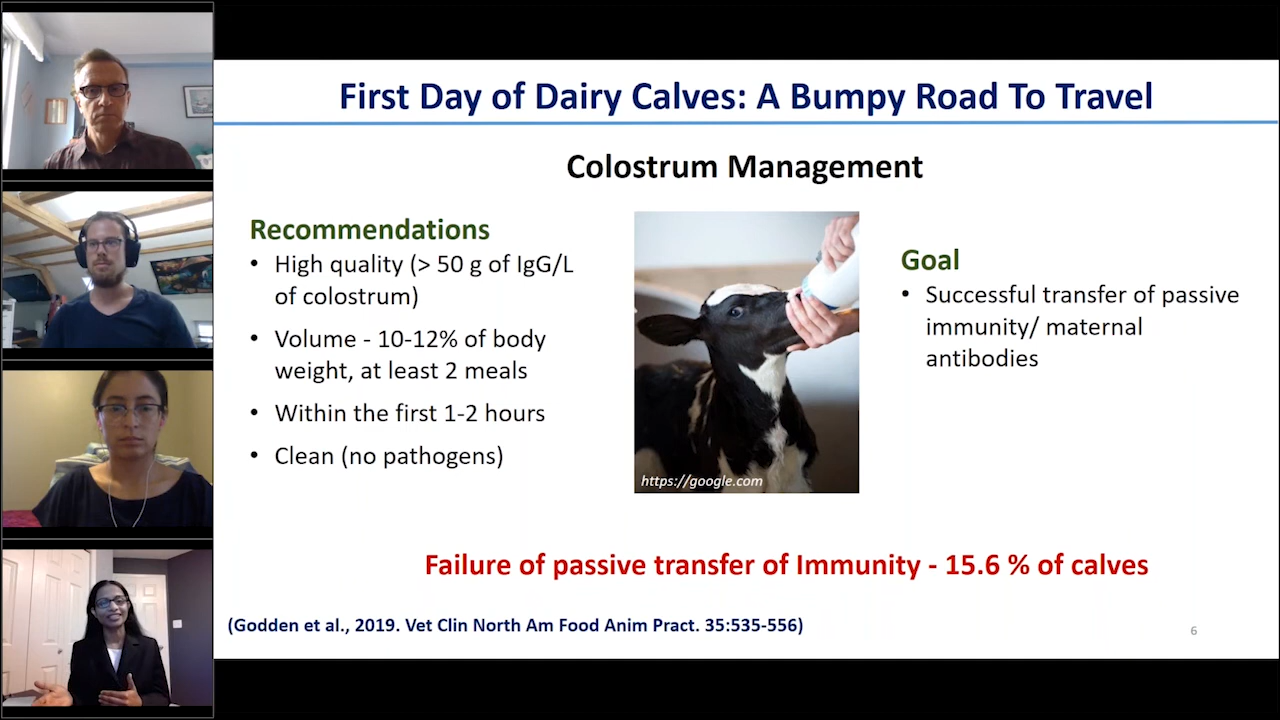 First Day of Dairy Calves: A Bumpy Road To Travel
Colostrum Management
Recommendations
• High quality (> 50 g of IgG/L
of colostrum)
• Volume - 10-12% of body
weight, at least 2 meals
• Within the first 1-2 hours
• Clean (no pathogens)
https://google.com
Goal
• Successful transfer of passive
immunity/ maternal
antibodies
Failure of passive transfer of Immunity - 15.6 % of calves
(Godden et al., 2019. Vet Clin North Am Food Anim Pract. 35:535-556)
6